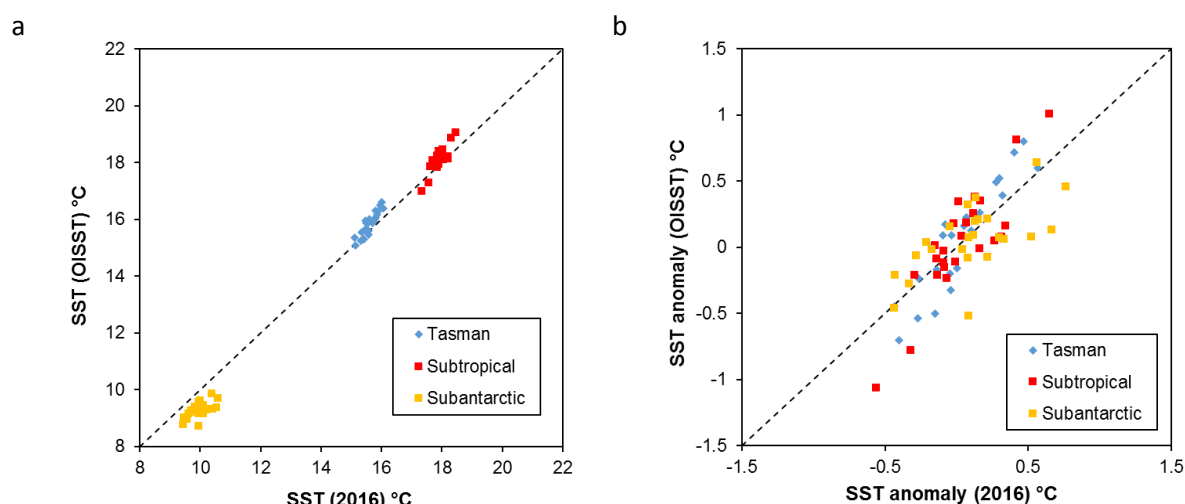 a
22
20
18
16
14
12
10
8
SST (OISST) °C
8 10 12 14 16 18 20 22
SST (2016) °C
Tasman
Subtropical
Subantarctic
b
1.5
1
0.5
0
-0.5
-1
-1.5
SST anomaly (OISST) °C
-1.5 -0.5 0.5 1.5
SST anomaly (2016) °C
Tasman
Subtropical
Subantarctic